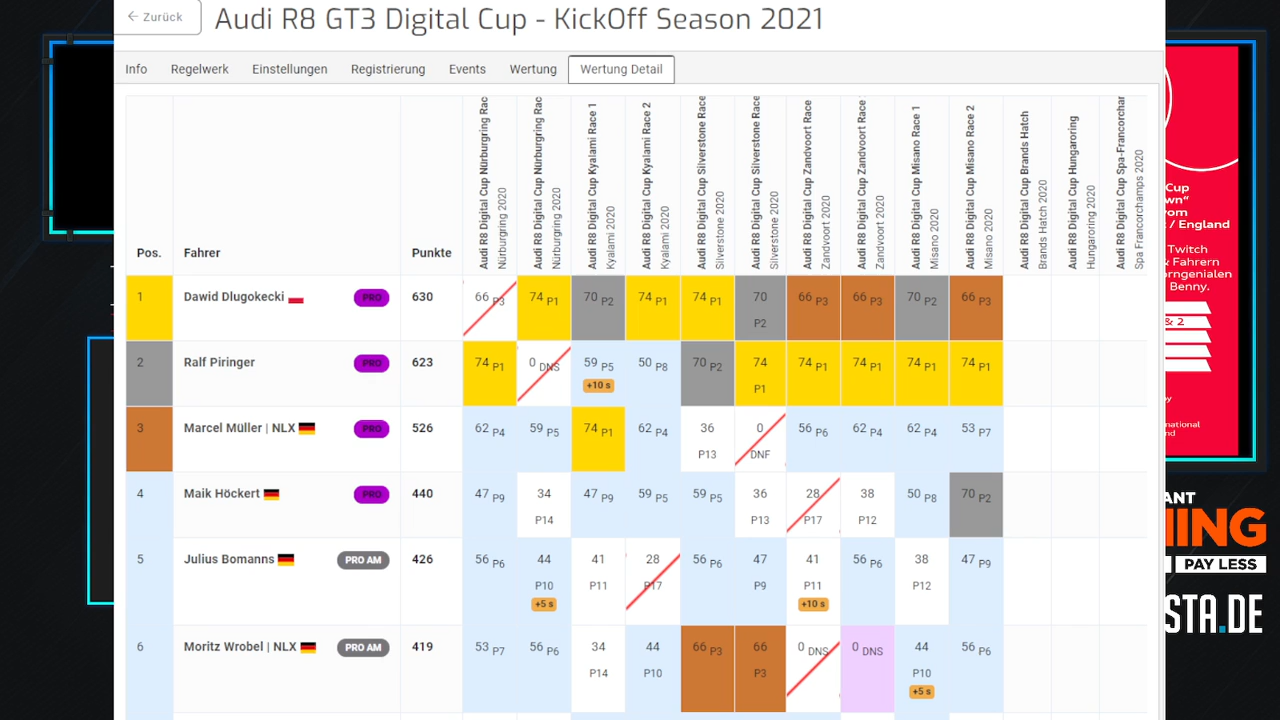 ← Zurück
Audi R8 GT3 Digital Cup - KickOff Season 2021
Info Regelwerk Einstellungen Registrierung Events Wertung Wertung Detail
Pos. Fahrer Punkte
Audi R8 Digital Cup Nürburgring Rac
Nürburgring 2020
Audi R8 Digital Cup Nürburgring Rac
Nürburgring 2020
Audi R8 Digital Cup Kyalami Race 1
Kyalami 2020
Audi R8 Digital Cup Kyalami Race 2
Kyalami 2020
Audi R8 Digital Cup Silverstone Race
Silverstone 2020
Audi R8 Digital Cup Silverstone Race
Silverstone 2020
Audi R8 Digital Cup Zandvoort Race
Zandvoort 2020
Audi R8 Digital Cup Zandvoort Race
Zandvoort 2020
Audi R8 Digital Cup Misano Race 1
Misano 2020
Audi R8 Digital Cup Misano Race 2
Misano 2020
Audi R8 Digital Cup Brands Hatch
Brands Hatch 2020
Audi R8 Digital Cup Hungaroring
Hungaroring 2020
Audi R8 Digital Cup Spa-Francorchar
Spa Francorchamps 2020
1 Dawid Dlugokecki PRO 630 66 P3 74 P1 70 P2 74 P1 74 P1 70 P2 66 P3 66 P3 70 P2 66 P3
2 Ralf Piringer PRO 623 74 P1 0 DNS 59 P5 +10 s 50 P8 70 P2 74 P1 74 P1 74 P1 74 P1 74 P1
3 Marcel Müller | NLX PRO 526 62 P4 59 P5 74 P1 62 P4 36 P13 0 DNF 56 P6 62 P4 62 P4 53 P7
4 Maik Höckert PRO 440 47 P9 34 P14 47 P9 59 P5 59 P5 36 P13 28 P17 38 P12 50 P8 70 P2
5 Julius Bomanns PRO AM 426 56 P6 44 P10 +5 s 41 P11 28 P17 56 P6 47 P9 41 P11 +10 s 56 P6 38 P12 47 P9
6 Moritz Wrobel | NLX PRO AM 419 53 P7 56 P6 34 P14 44 P10 66 P3 66 P3 0 DNS 0 DNS 44 P10 +5 s 56 P6
Cup
wn“
vom
/ England
Twitch
Fahrern
orngenialen
Benny.
& 2
national
nd
ANT
ING
PAY LESS
STA.DE